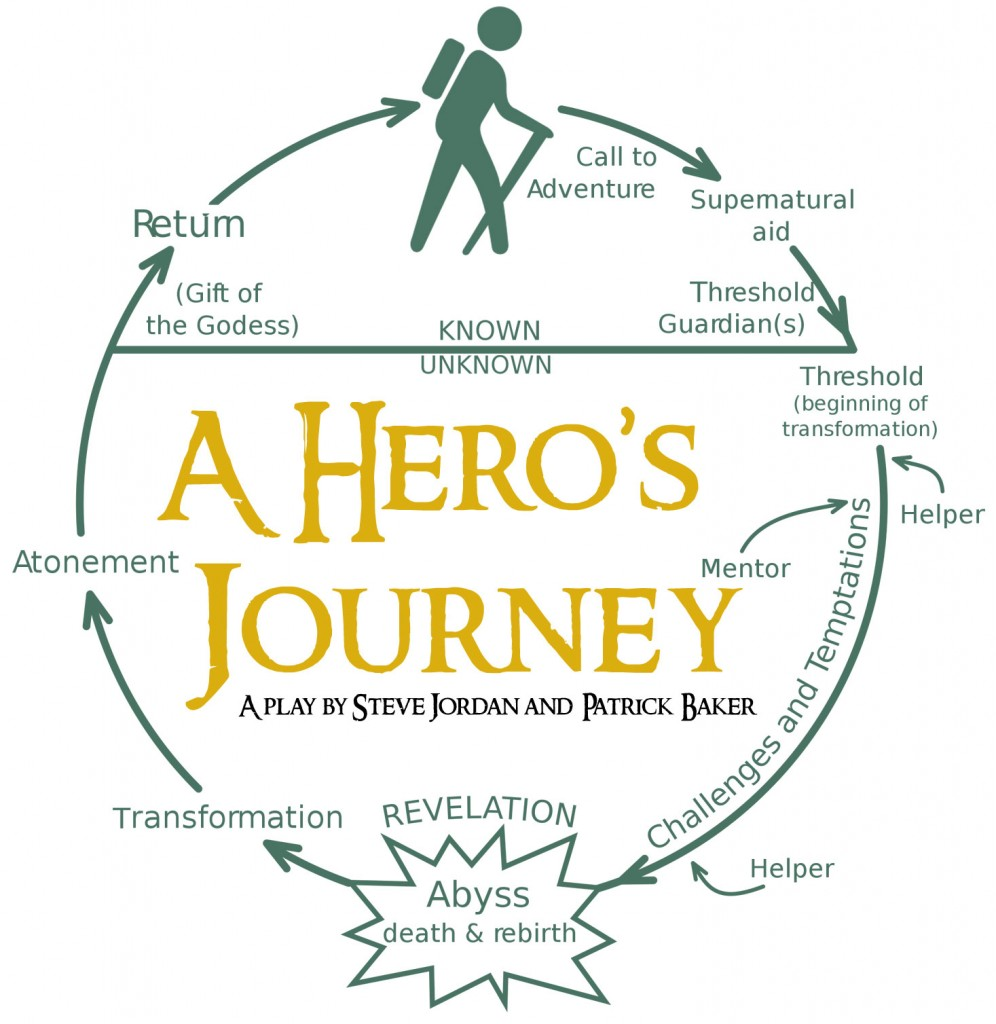 Call to
Adventure
Supernatural
aid
Return
(Gift of
the Godess)
Threshold
Guardian(s)
KNOWN
UNKNOWN
Threshold
(beginning of
transformation)
A Hero's
Journey
A play by Steve Jordan and Patrick Baker
Helper
Mentor
Challenges and Temptations
Helper
REVELATION
Abyss
death & rebirth
Transformation
Atonement